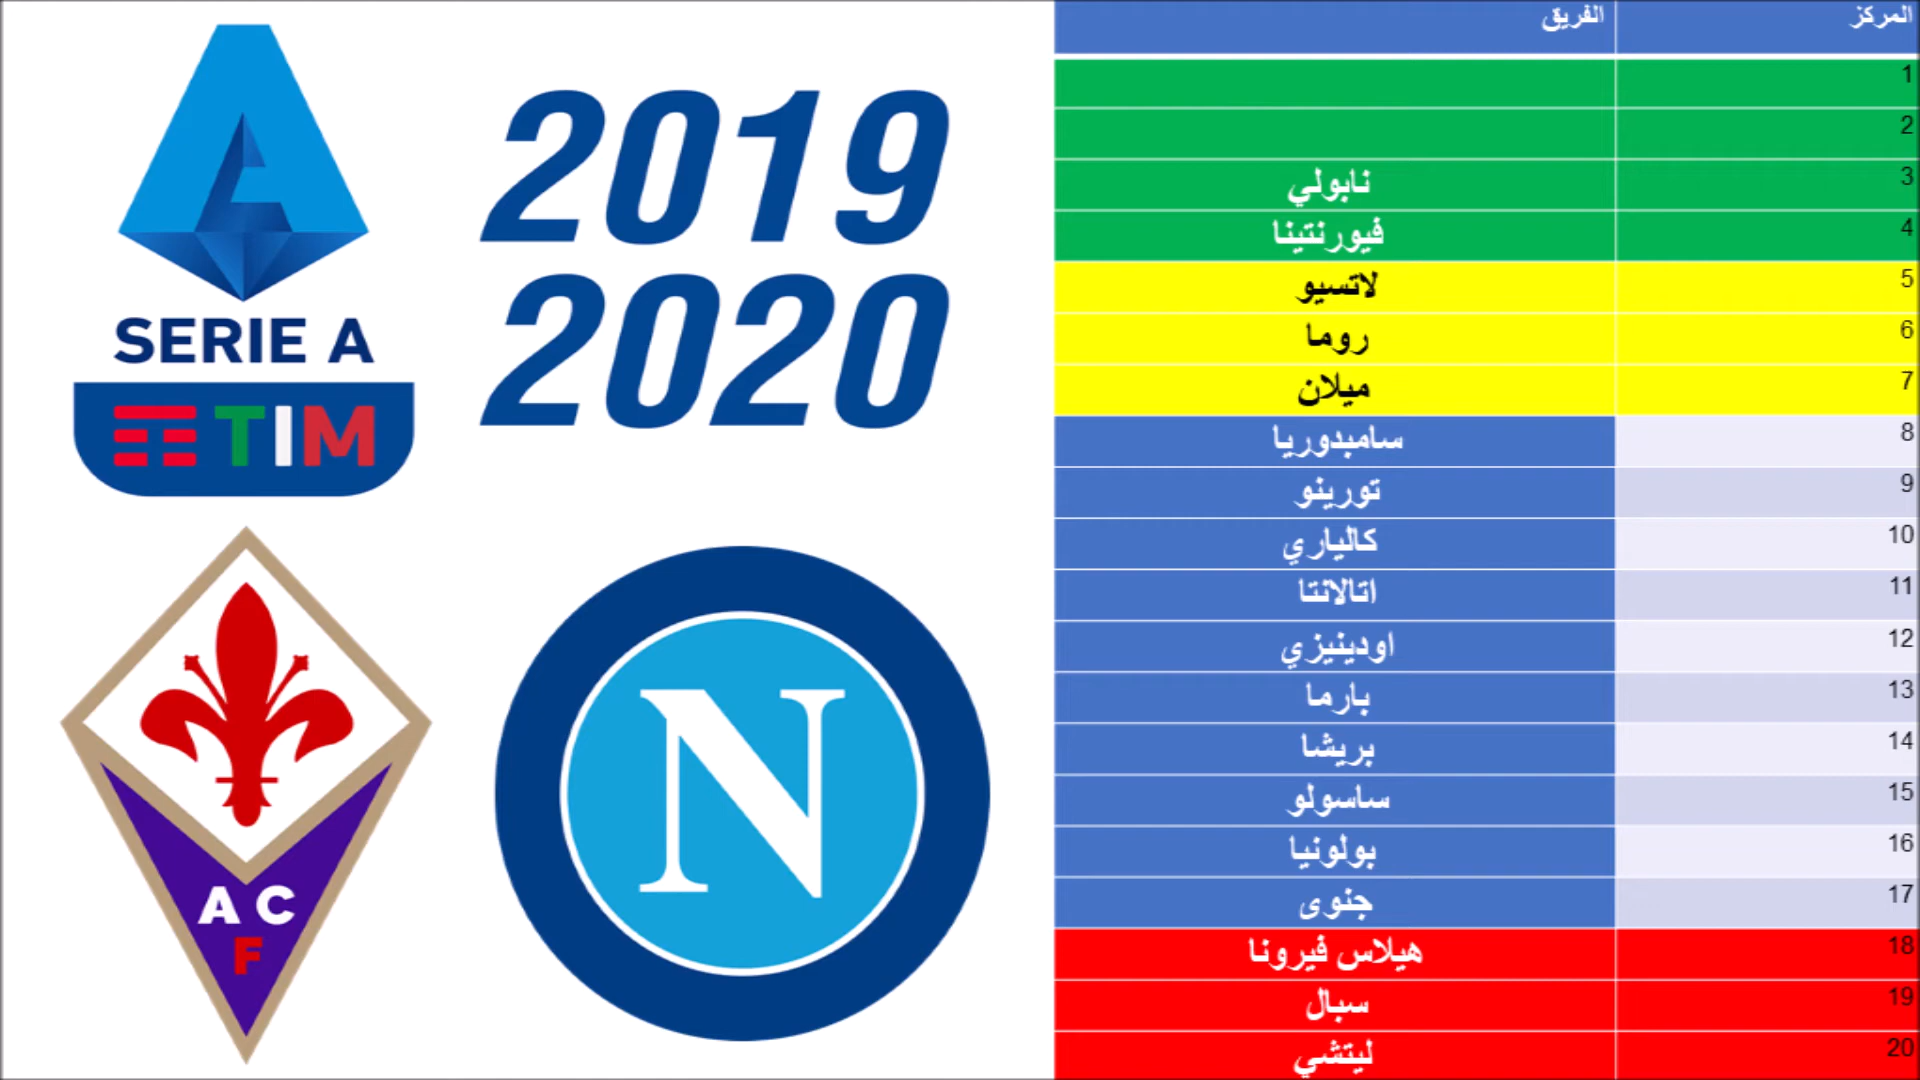 SERIE A
TIM
2019
2020
A C
F
N
المركز الفريق
1
2
3 نابولي
4 فيورنتينا
5 لاتسيو
6 روما
7 ميلان
8 سامبدوريا
9 تورينو
10 كالياري
11 اتالانتا
12 اودينيزي
13 بارما
14 بريشا
15 ساسولو
16 بولونيا
17 جنوى
18 هيلاس فيرونا
19 سبال
20 ليتشي